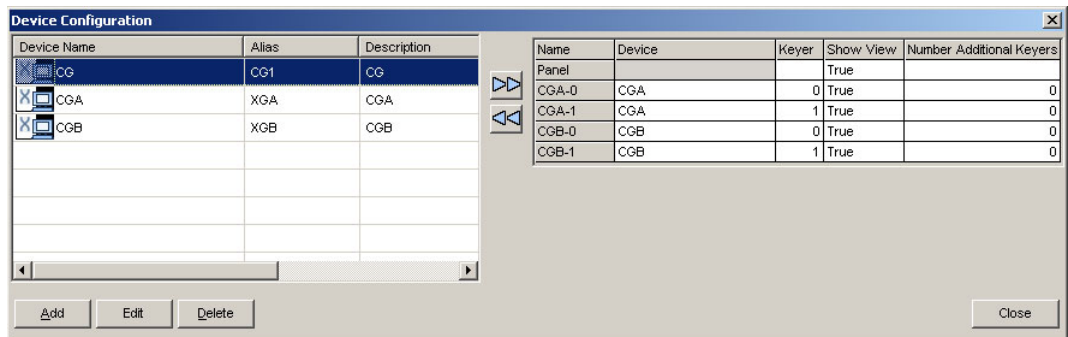 Device Configuration
Device Name Alias Description
CG CG1 CG
CGA XGA CGA
CGB XGB CGB
Name Device Keyer Show View Number Additional Keyers
Panel True
CGA-0 CGA 0 True 0
CGA-1 CGA 1 True 0
CGB-0 CGB 0 True 0
CGB-1 CGB 1 True 0
Add Edit Delete Close